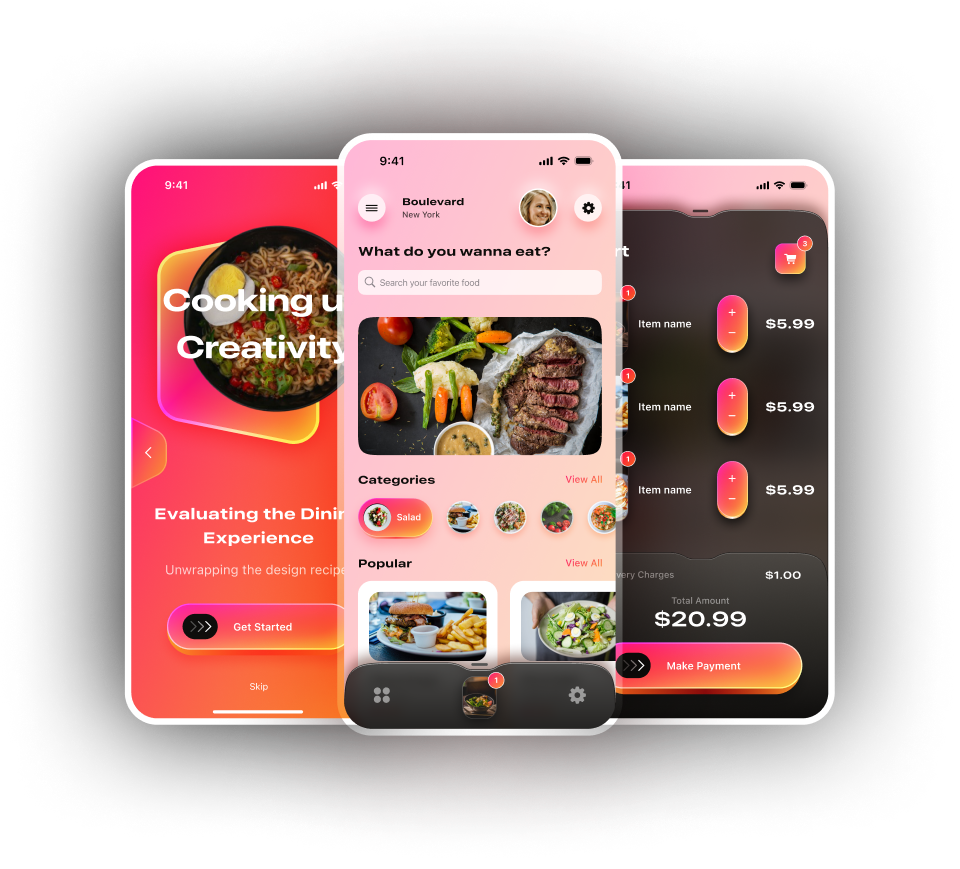 9:41
Cooking u
Creativity
Evaluating the Dinin
Experience
Unwrapping the design recipe
Get Started
Skip
9:41
Boulevard
New York
What do you wanna eat?
Search your favorite food
Categories
View All
Salad
Popular
View All
1
41
rt
3
1
Item name
+
−
$5.99
1
Item name
+
−
$5.99
1
Item name
+
−
$5.99
very Charges
$1.00
Total Amount
$20.99
Make Payment